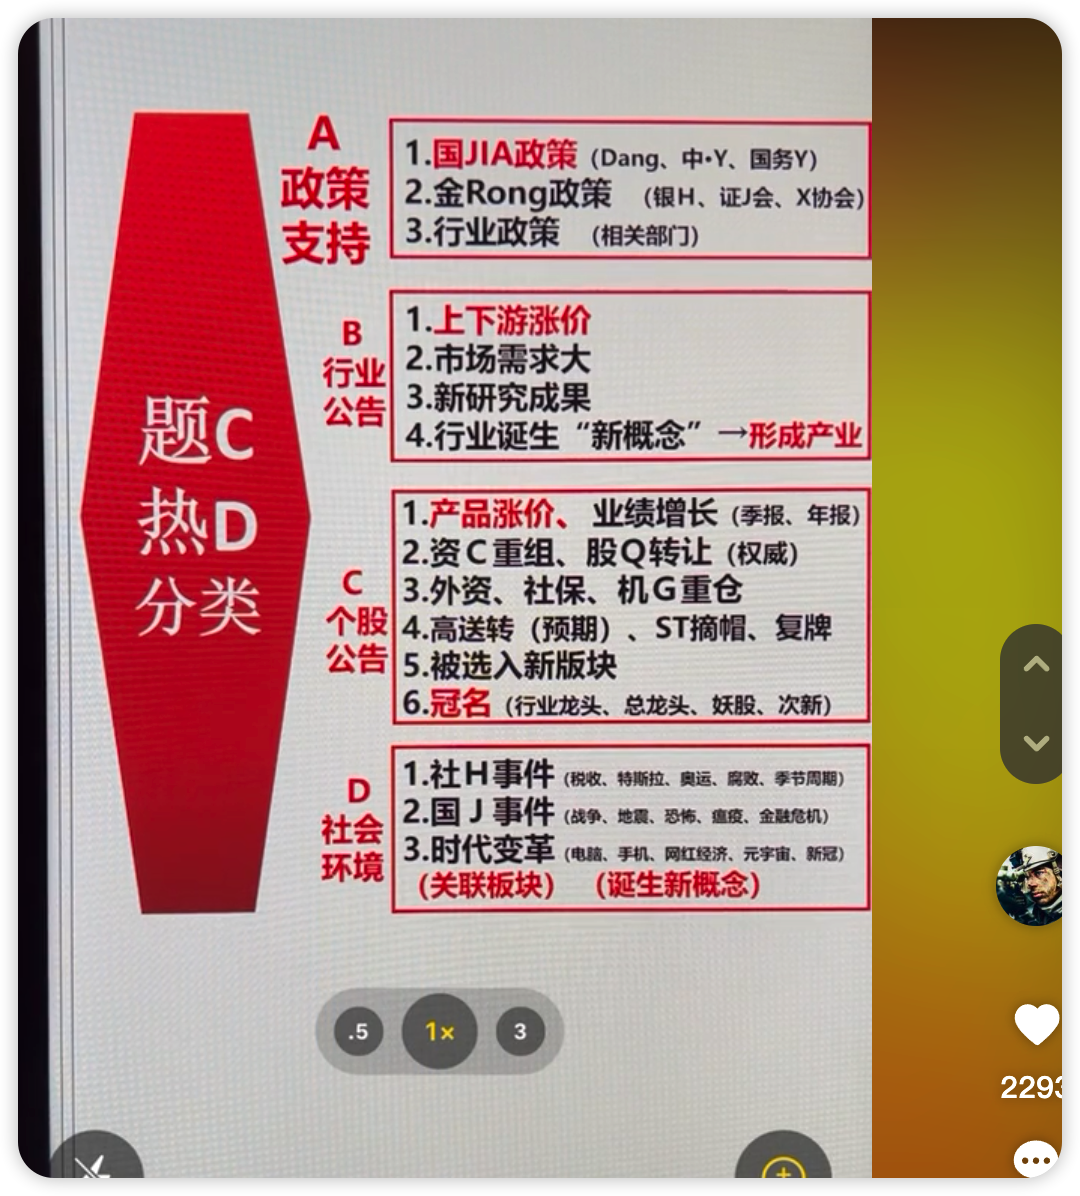 题C
热D
分类
A
政策
支持
1.国JIA政策（Dang、中·Y、国务Y）
2.金Rong政策 （银H、证J会、X协会）
3.行业政策 （相关部门）
B
行业
公告
1.上下游涨价
2.市场需求大
3.新研究成果
4.行业诞生“新概念”→形成产业
C
个股
公告
1.产品涨价、业绩增长（季报、年报）
2.资C重组、股Q转让（权威）
3.外资、社保、机G重仓
4.高送转（预期）、ST摘帽、复牌
5.被选入新版块
6.冠名（行业龙头、总龙头、妖股、次新）
D
社会
环境
1.社H事件（税收、特斯拉、奥运、腐败、季节周期）
2.国J事件（战争、地震、恐怖、瘟疫、金融危机）
3.时代变革（电脑、手机、网红经济、元宇宙、新冠）
（关联板块） （诞生新概念）
.5 1× 3